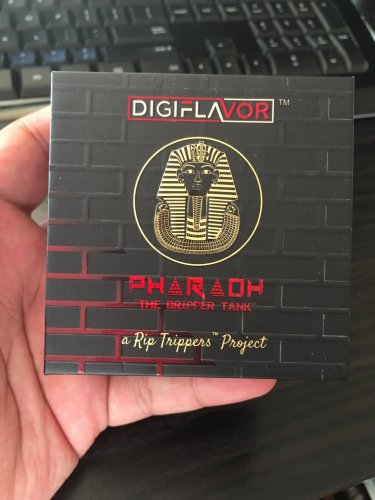 DIGIFLAVOR™
PHARAOH
"THE DRIPPER TANK"
a Rip Trippers™ Project